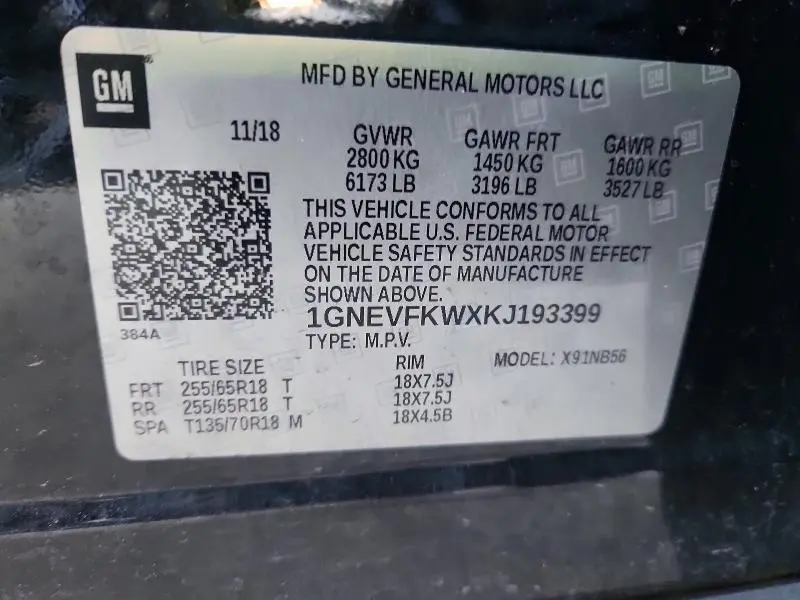 GM
MFD BY GENERAL MOTORS LLC
11/18 GVWR GAWR FRT GAWR RR
2800 KG 1450 KG 1600 KG
6173 LB 3196 LB 3527 LB
THIS VEHICLE CONFORMS TO ALL
APPLICABLE U.S. FEDERAL MOTOR
VEHICLE SAFETY STANDARDS IN EFFECT
ON THE DATE OF MANUFACTURE
SHOWN ABOVE.
384A
1GNEVFKWXKJ193399
TYPE: M.P.V. MODEL: X91NB56
TIRE SIZE RIM
FRT 255/65R18 T 18X7.5J
RR 255/65R18 T 18X7.5J
SPA T135/70R18 M 18X4.5B